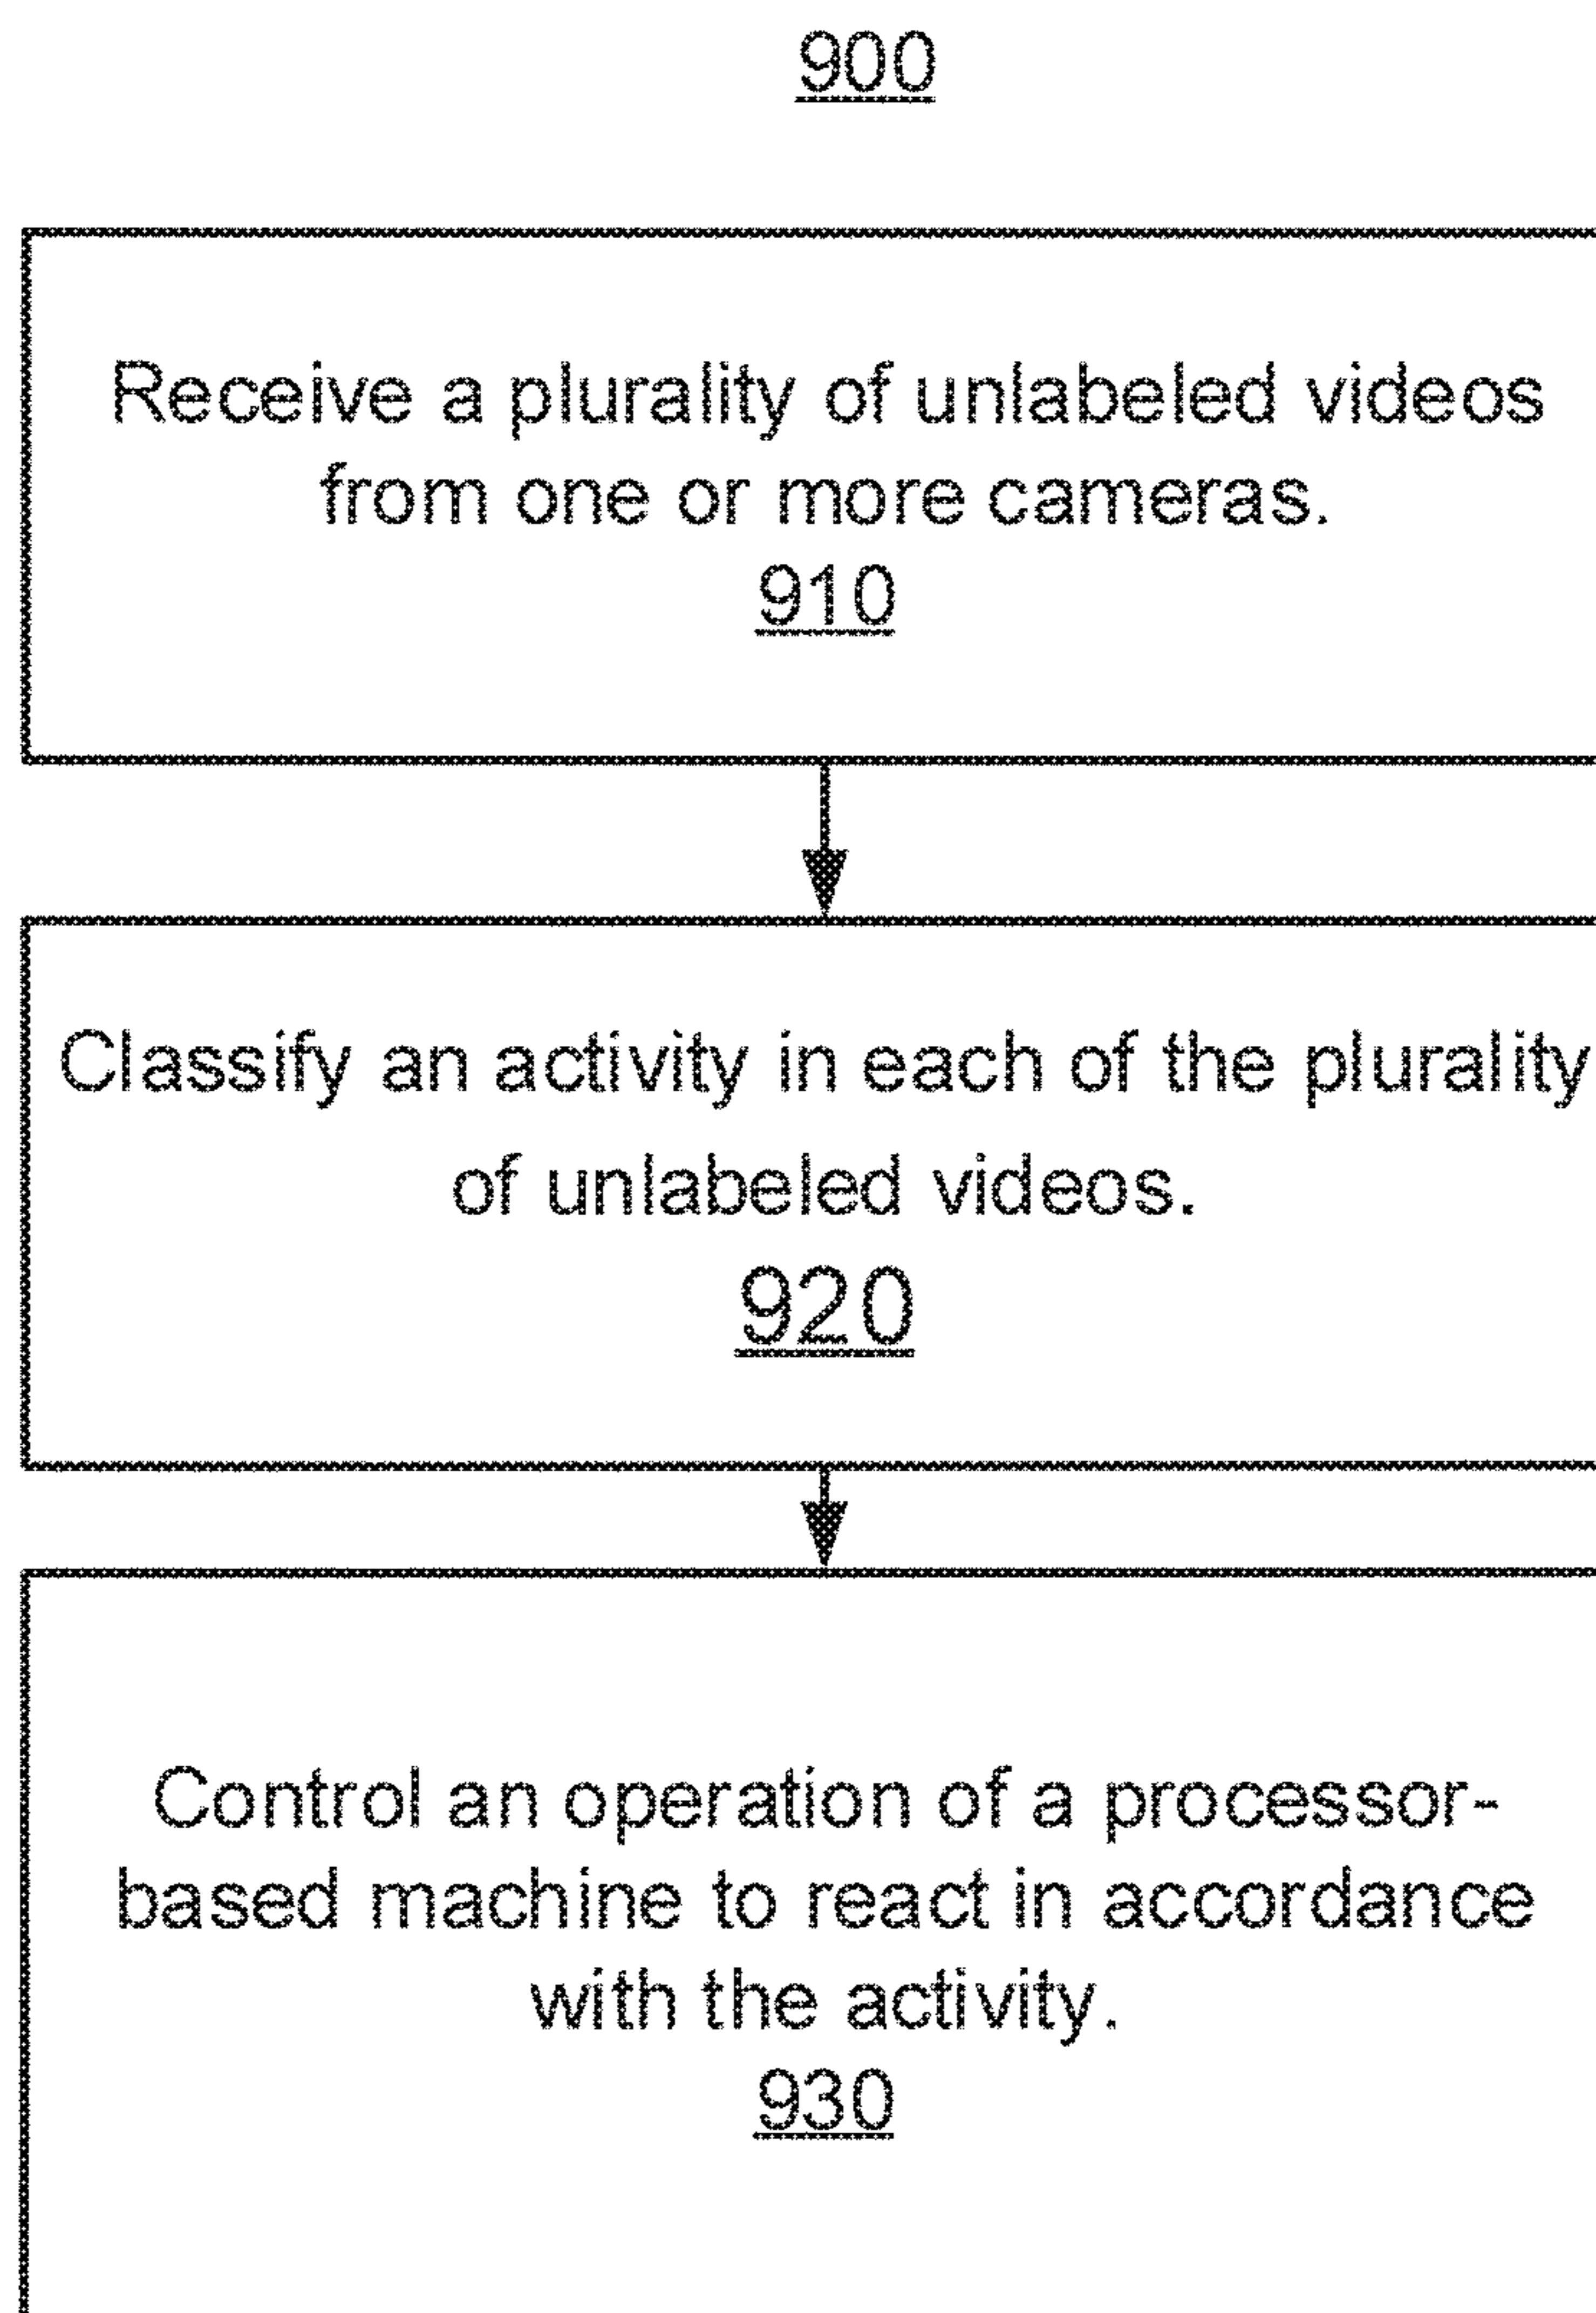 900
Receive a plurality of unlabeled videos
from one or more cameras.
910
Classify an activity in each of the plurality
of unlabeled videos.
920
Control an operation of a processor-
based machine to react in accordance
with the activity.
930